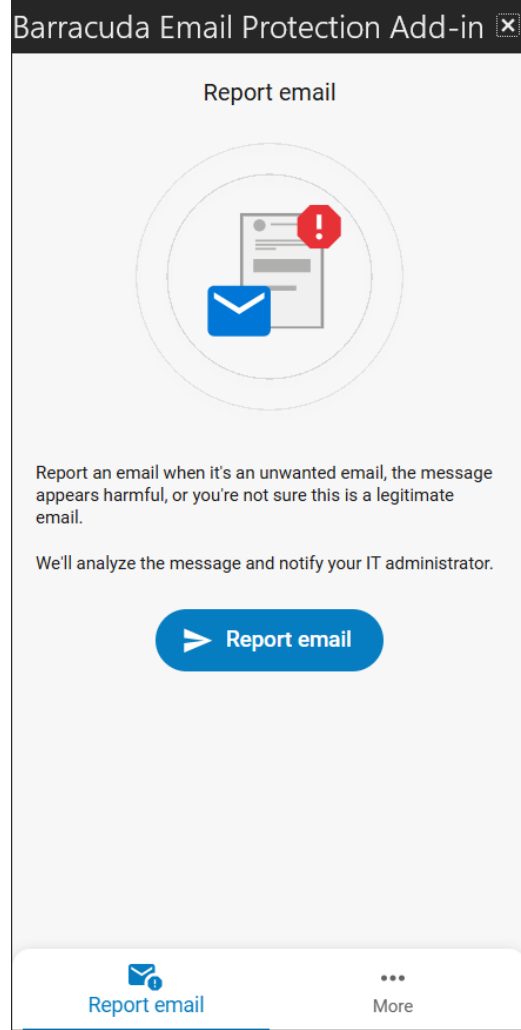 Barracuda Email Protection Add-in
Report email
Report an email when it's an unwanted email, the message
appears harmful, or you're not sure this is a legitimate
email.
We'll analyze the message and notify your IT administrator.
Report email
Report email
More